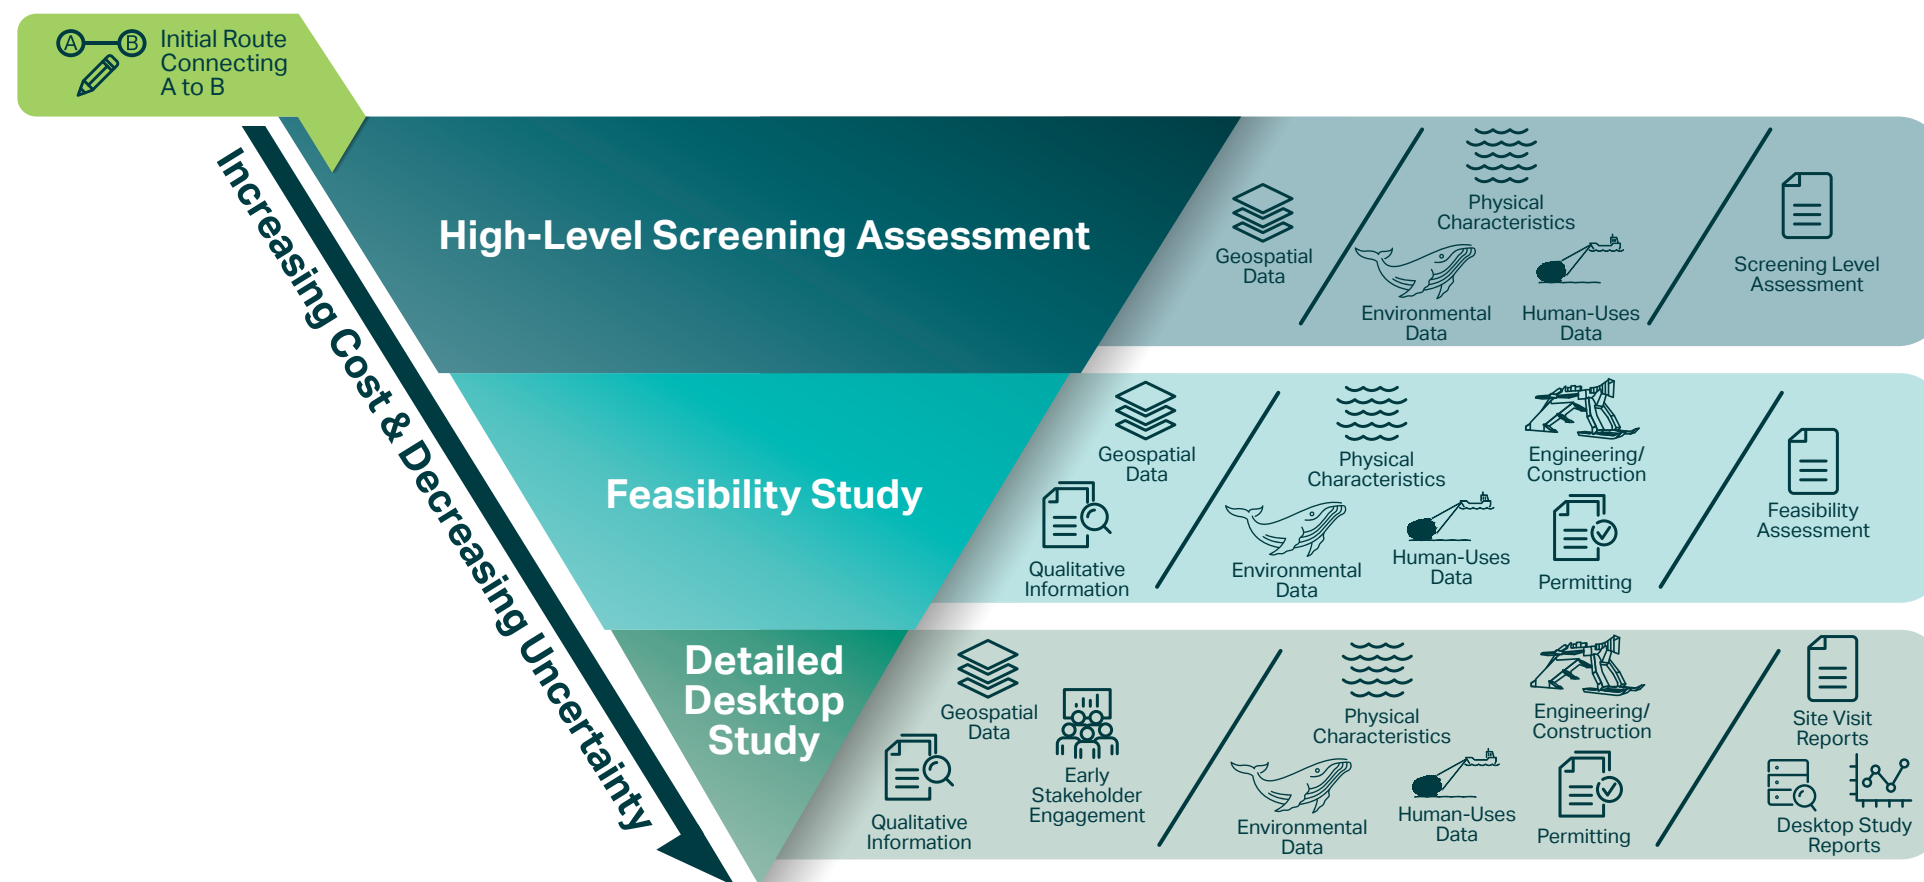 A B
Initial Route
Connecting
A to B
Increasing Cost & Decreasing Uncertainty
High-Level Screening Assessment
Geospatial
Data
Physical
Characteristics
Environmental
Data
Human-Uses
Data
Screening Level
Assessment
Feasibility Study
Geospatial
Data
Qualitative
Information
Physical
Characteristics
Environmental
Data
Human-Uses
Data
Engineering/
Construction
Permitting
Feasibility
Assessment
Detailed
Desktop
Study
Geospatial
Data
Qualitative
Information
Early
Stakeholder
Engagement
Physical
Characteristics
Environmental
Data
Human-Uses
Data
Engineering/
Construction
Permitting
Site Visit
Reports
Desktop Study
Reports